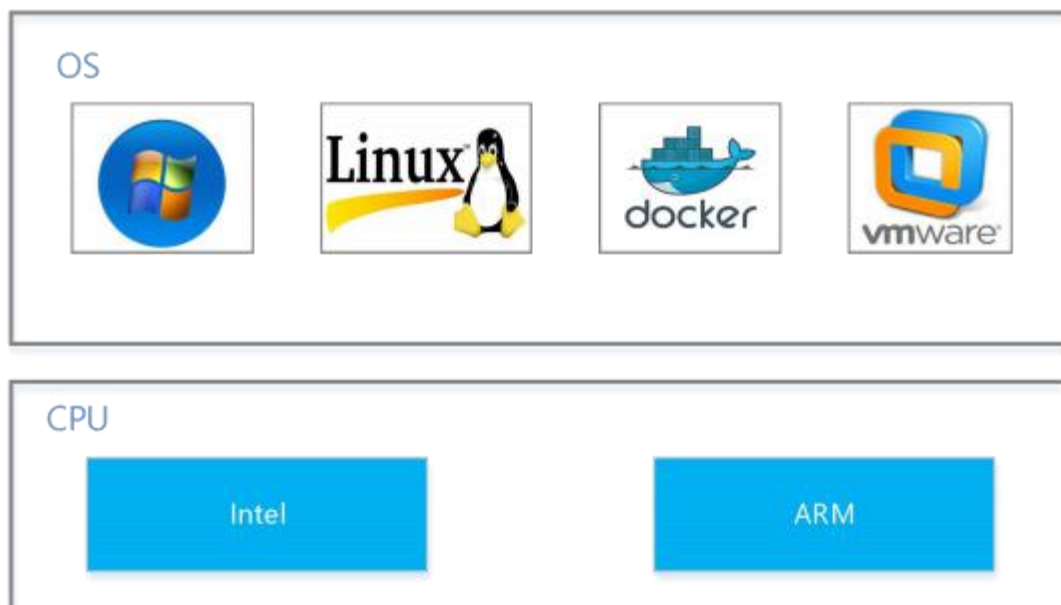 OS
Linux
docker
vmware
CPU
Intel
ARM